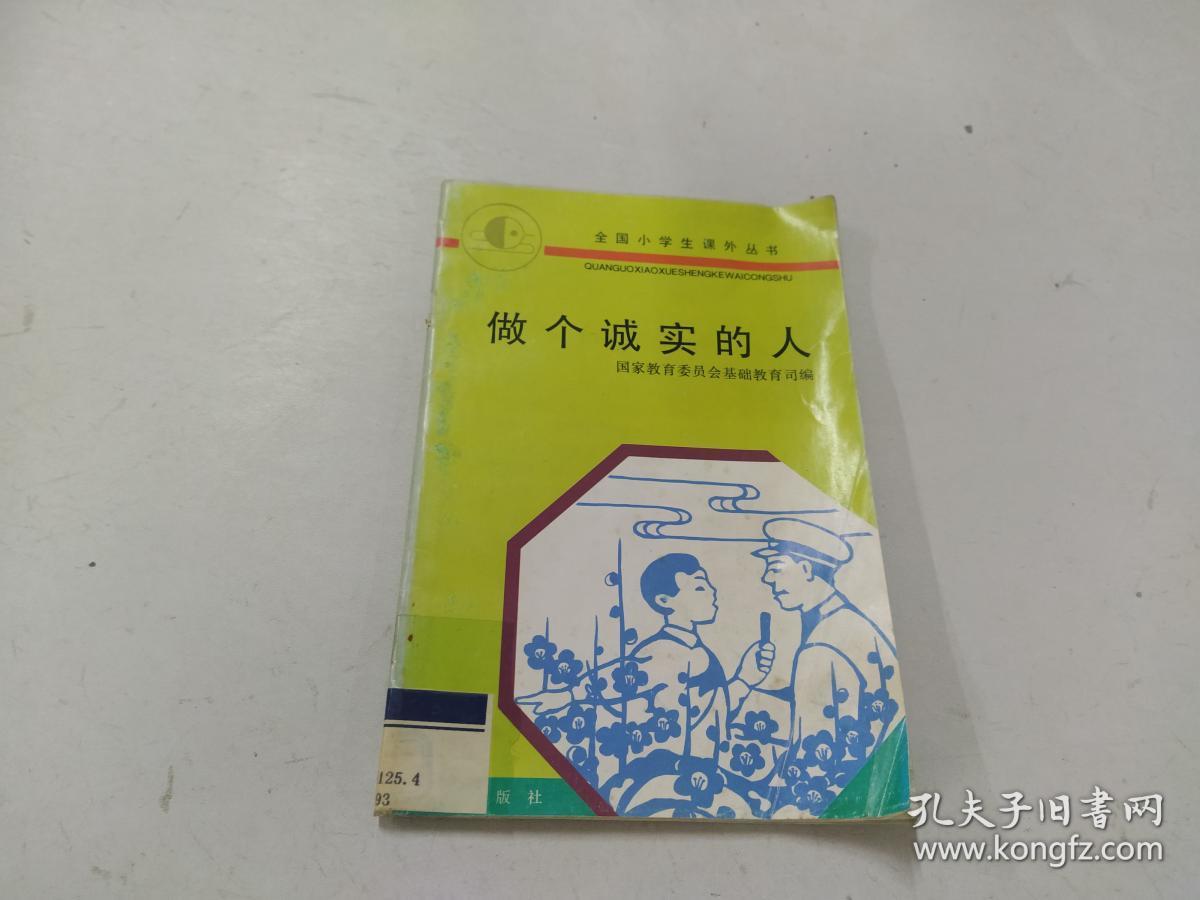 全国小学生课外丛书
QUANGUOXIAOXUESHENGKEWAICONGSHU
做个诚实的人
国家教育委员会基础教育司编
125.4
93
版社
孔夫子旧书网
www.kongfz.com